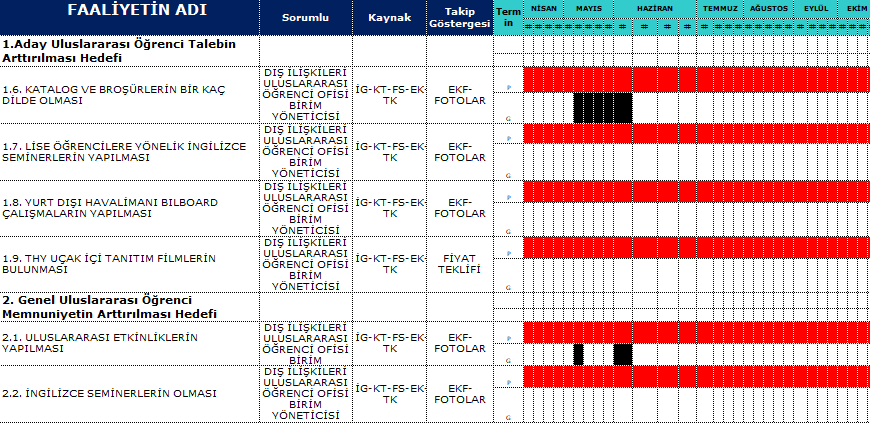 FAALİYETİN ADI
Sorumlu
Kaynak
Takip
Göstergesi
Term
in
NİSAN
MAYIS
HAZİRAN
TEMMUZ
AĞUSTOS
EYLÜL
EKİM
1.Aday Uluslararası Öğrenci Talebin
Arttırılması Hedefi
1.6. KATALOG VE BROŞÜRLERİN BİR KAÇ
DİLDE OLMASI
DIŞ İLİŞKİLERİ
ULUSLARARASI
ÖĞRENCİ OFİSİ
BİRİM
YÖNETİCİSİ
İG-KT-FS-EK-
TK
EKF-
FOTOLAR
P
G
1.7. LİSE ÖĞRENCİLERE YÖNELİK İNGİLİZCE
SEMİNERLERİN YAPILMASI
DIŞ İLİŞKİLERİ
ULUSLARARASI
ÖĞRENCİ OFİSİ
BİRİM
YÖNETİCİSİ
İG-KT-FS-EK-
TK
EKF-
FOTOLAR
P
G
1.8. YURT DIŞI HAVALİMANI BILBOARD
ÇALIŞMALARIN YAPILMASI
DIŞ İLİŞKİLERİ
ULUSLARARASI
ÖĞRENCİ OFİSİ
BİRİM
YÖNETİCİSİ
İG-KT-FS-EK-
TK
EKF-
FOTOLAR
P
G
1.9. THY UÇAK İÇİ TANITIM FİLMLERİN
BULUNMASI
DIŞ İLİŞKİLERİ
ULUSLARARASI
ÖĞRENCİ OFİSİ
BİRİM
YÖNETİCİSİ
İG-KT-FS-EK-
TK
FİYAT
TEKLİFİ
P
G
2. Genel Uluslararası Öğrenci
Memnuniyetin Arttırılması Hedefi
2.1. ULUSLARARASI ETKİNLİKLERİN
YAPILMASI
DIŞ İLİŞKİLERİ
ULUSLARARASI
ÖĞRENCİ OFİSİ
BİRİM
İG-KT-FS-EK-
TK
EKF-
FOTOLAR
P
G
2.2. İNGİLİZCE SEMİNERLERİN OLMASI
DIŞ İLİŞKİLERİ
ULUSLARARASI
ÖĞRENCİ OFİSİ
BİRİM
YÖNETİCİSİ
İG-KT-FS-EK-
TK
EKF-
FOTOLAR
P
G